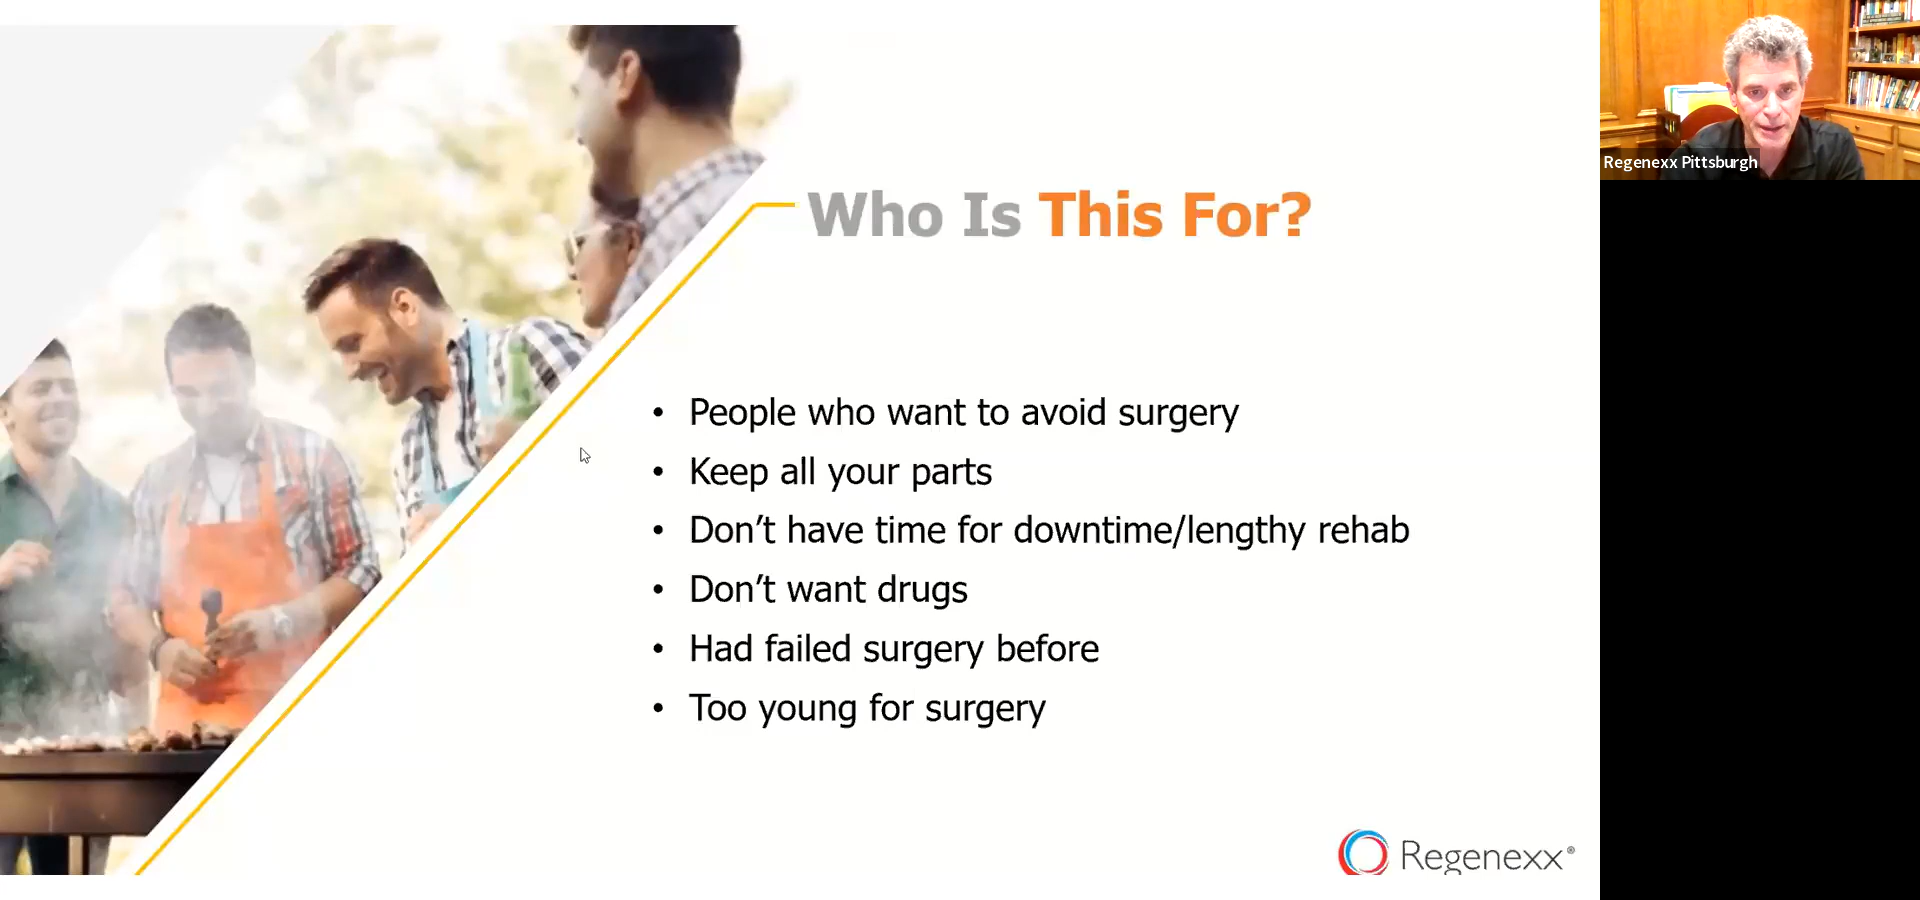 Regenexx Pittsburgh
Who Is This For?
• People who want to avoid surgery
• Keep all your parts
• Don’t have time for downtime/lengthy rehab
• Don’t want drugs
• Had failed surgery before
• Too young for surgery
Regenexx®